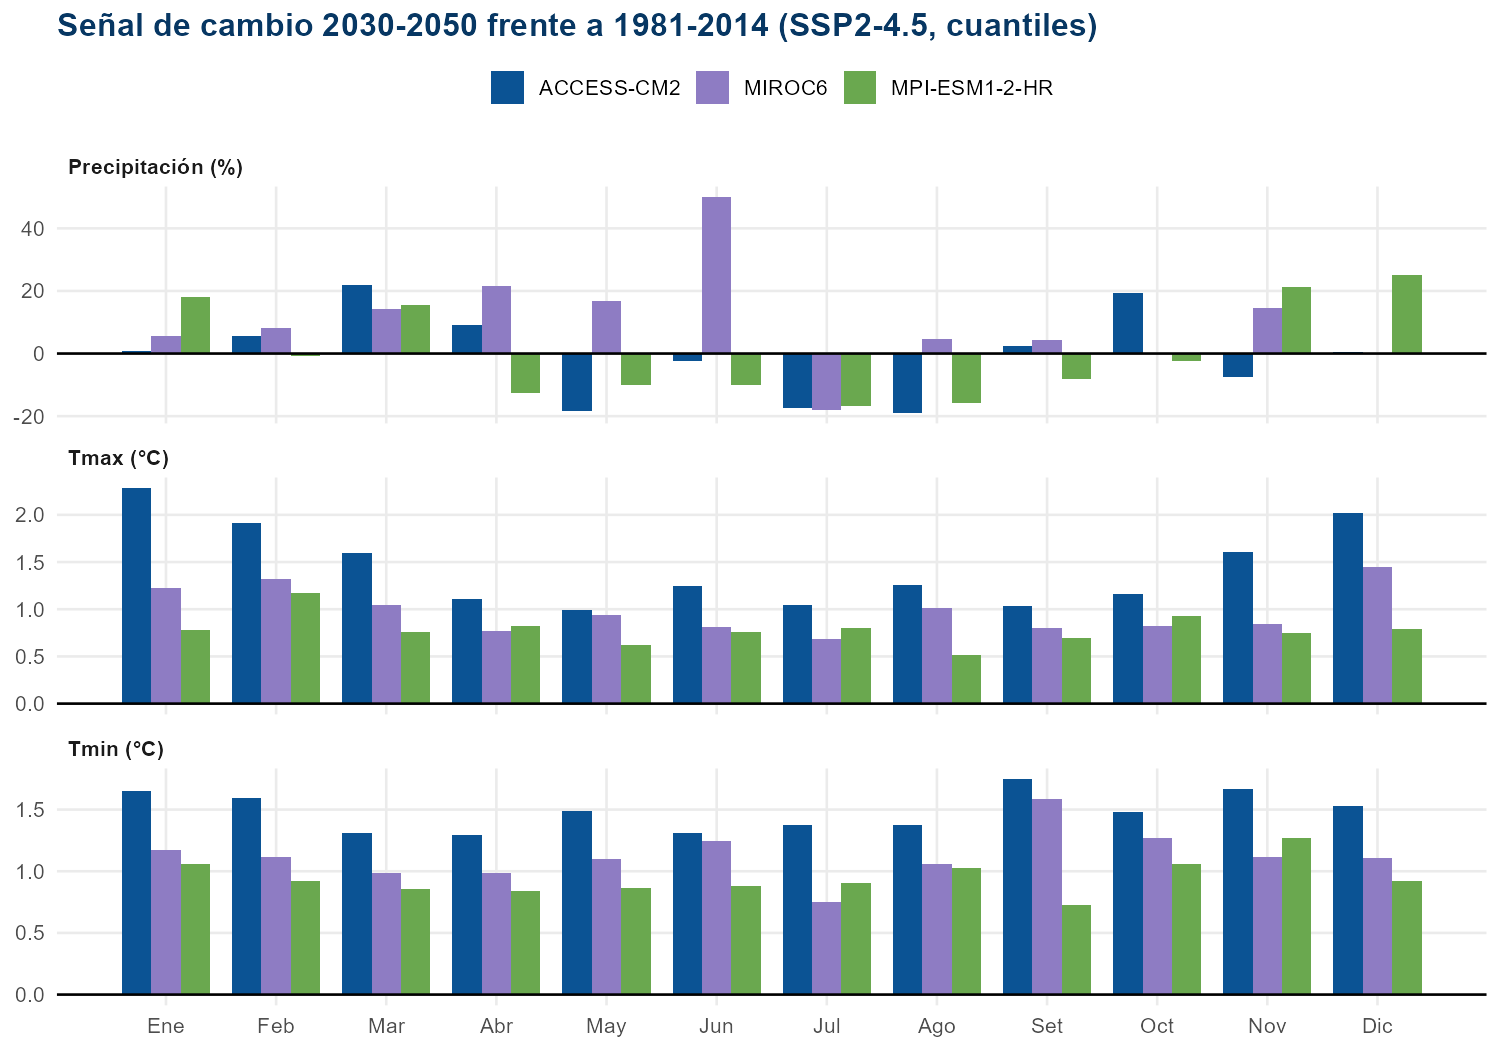 Señal de cambio 2030-2050 frente a 1981-2014 (SSP2-4.5, cuantiles)
ACCESS-CM2 MIROC6 MPI-ESM1-2-HR
Precipitación (%)
40
20
0
-20
Tmax (°C)
2.0
1.5
1.0
0.5
0.0
Tmin (°C)
1.5
1.0
0.5
0.0
Ene Feb Mar Abr May Jun Jul Ago Set Oct Nov Dic